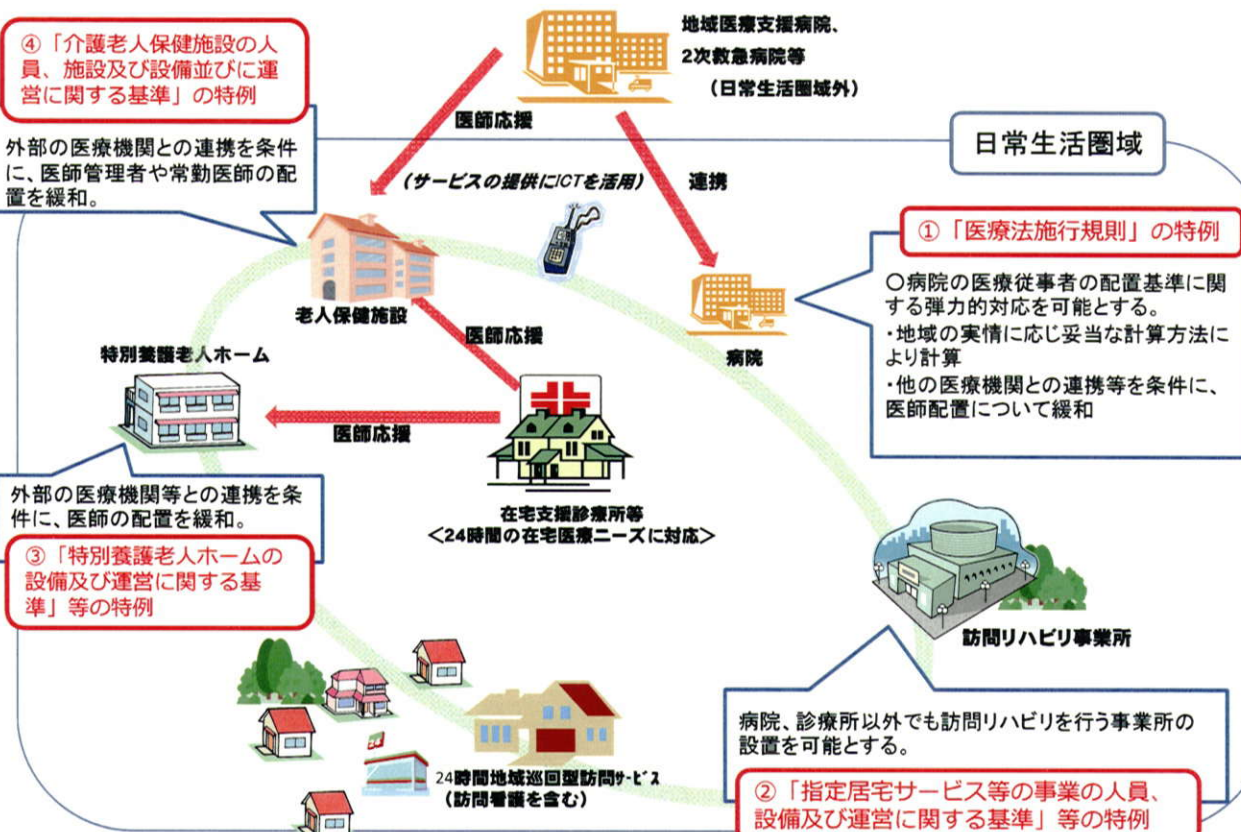 ④「介護老人保健施設の人
員、施設及び設備並びに運
営に関する基準」の特例
外部の医療機関との連携を条件
に、医師管理者や常勤医師の配
置を緩和。
地域医療支援病院、
2次救急病院等
(日常生活圏域外)
医師応援
日常生活圏域
(サービスの提供にICTを活用)
連携
①「医療法施行規則」の特例
○病院の医療従事者の配置基準に関
する弾力的対応を可能とする。
・地域の実情に応じ妥当な計算方法に
より計算
・他の医療機関との連携等を条件に、
医師配置について緩和
老人保健施設
医師応援
病院
特別養護老人ホーム
医師応援
外部の医療機関等との連携を条
件に、医師の配置を緩和。
③「特別養護老人ホームの
設備及び運営に関する基
準」等の特例
在宅支援診療所等
<24時間の在宅医療ニーズに対応>
訪問リハビリ事業所
病院、診療所以外でも訪問リハビリを行う事業所の
設置を可能とする。
②「指定居宅サービス等の事業の人員、
設備及び運営に関する基準」等の特例
24時間地域巡回型訪問ｻｰﾋﾞｽ
(訪問看護を含む)